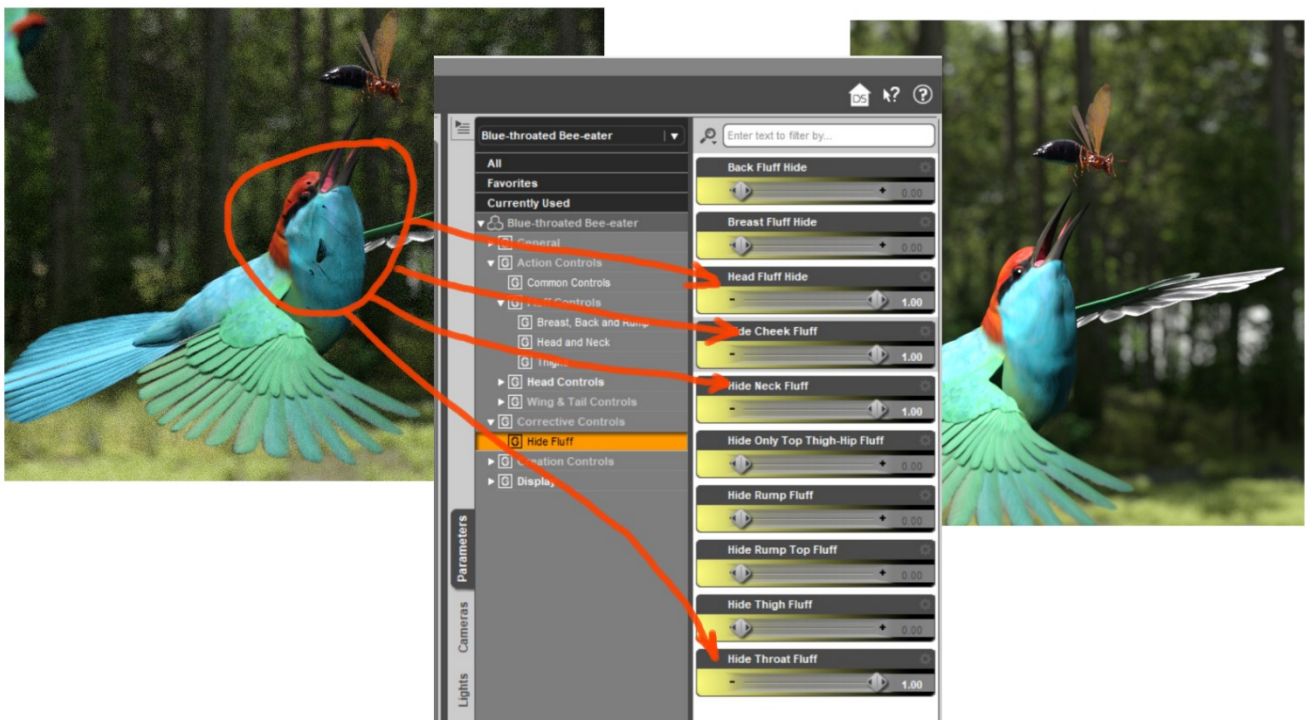 DS ? ?
Blue-throated Bee-eater
All
Favorites
Currently Used
Blue-throated Bee-eater
G General
G Action Controls
G Common Controls
G Controls
G Breast, Back and Rump
G Head and Neck
G
G Head Controls
G Wing & Tail Controls
G Corrective Controls
G Hide Fluff
G Creation Controls
G Display
Parameters
Cameras
Lights
Enter text to filter by...
Back Fluff Hide
0.00
Breast Fluff Hide
0.00
Head Fluff Hide
1.00
Hide Cheek Fluff
1.00
Hide Neck Fluff
1.00
Hide Only Top Thigh-Hip Fluff
0.00
Hide Rump Fluff
0.00
Hide Rump Top Fluff
0.00
Hide Thigh Fluff
0.00
Hide Throat Fluff
1.00